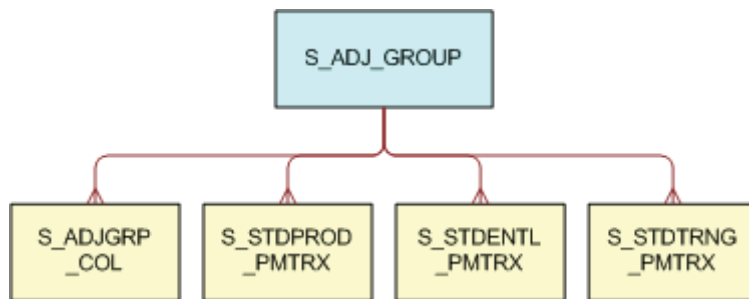 S_ADJ_GROUP
S_ADJGRP
_COL
S_STDPROD
_PMTRX
S_STDENTL
_PMTRX
S_STDTRNG
_PMTRX